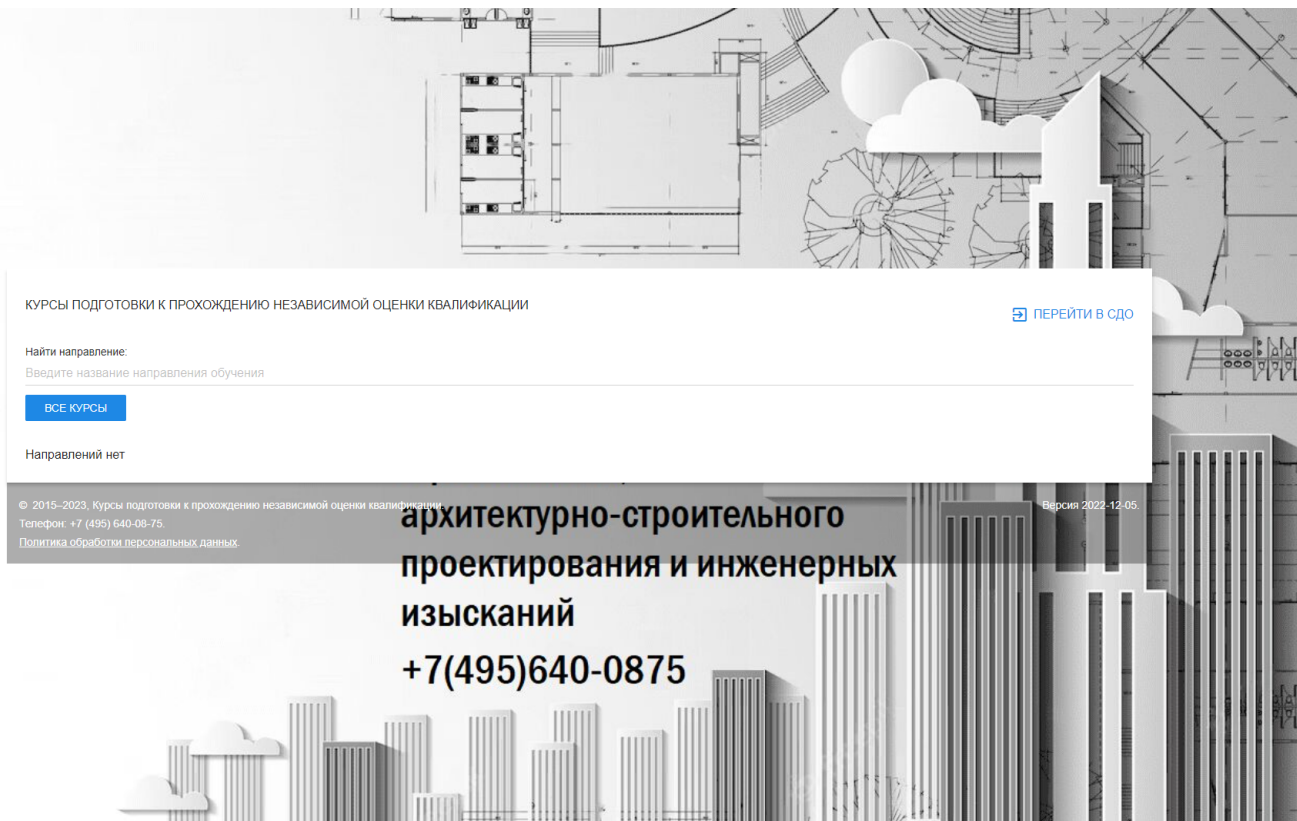 КУРСЫ ПОДГОТОВКИ К ПРОХОЖДЕНИЮ НЕЗАВИСИМОЙ ОЦЕНКИ КВАЛИФИКАЦИИ
ПЕРЕЙТИ В СДО
Найти направление:
Введите название направления обучения
ВСЕ КУРСЫ
Направлений нет
© 2015–2023, Курсы подготовки к прохождению независимой оценки квалификации.
Версия 2022-12-05.
Телефон: +7 (495) 640-08-75.
Политика обработки персональных данных.
архитектурно-строительного
проектирования и инженерных
изысканий
+7(495)640-0875